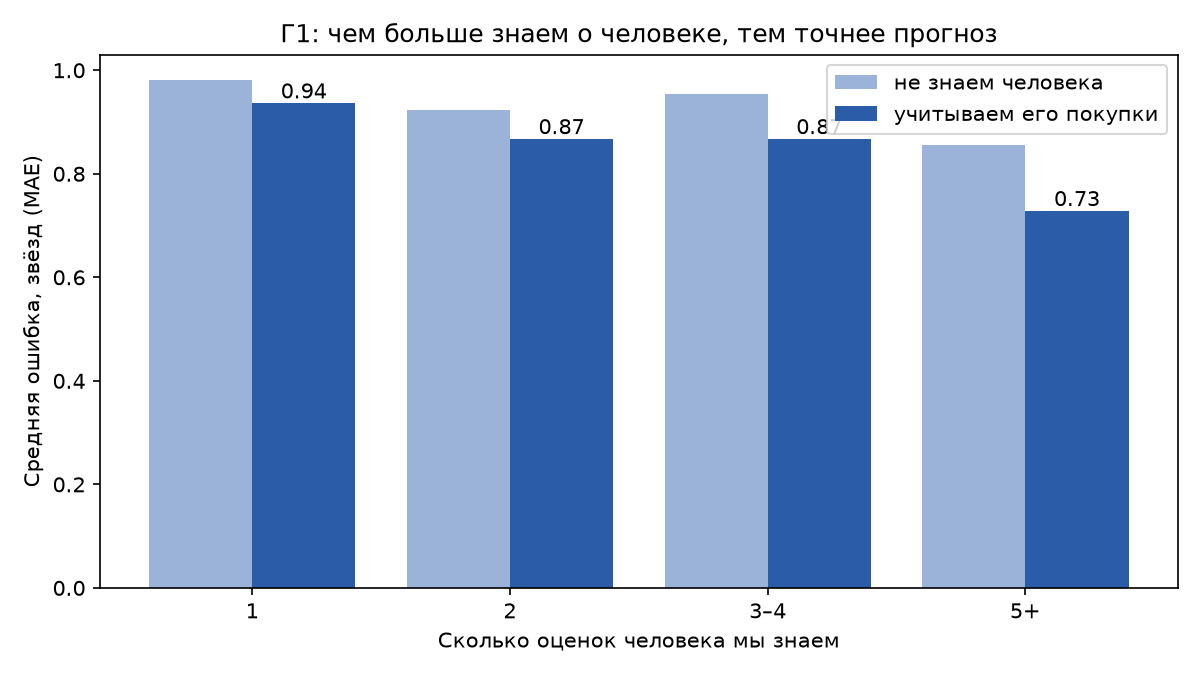 Г1: чем больше знаем о человеке, тем точнее прогноз
не знаем человека
учитываем его покупки
Средняя ошибка, звёзд (MAE)
1.0
0.8
0.6
0.4
0.2
0.0
0.94
0.87
0.87
0.73
1
2
3–4
5+
Сколько оценок человека мы знаем